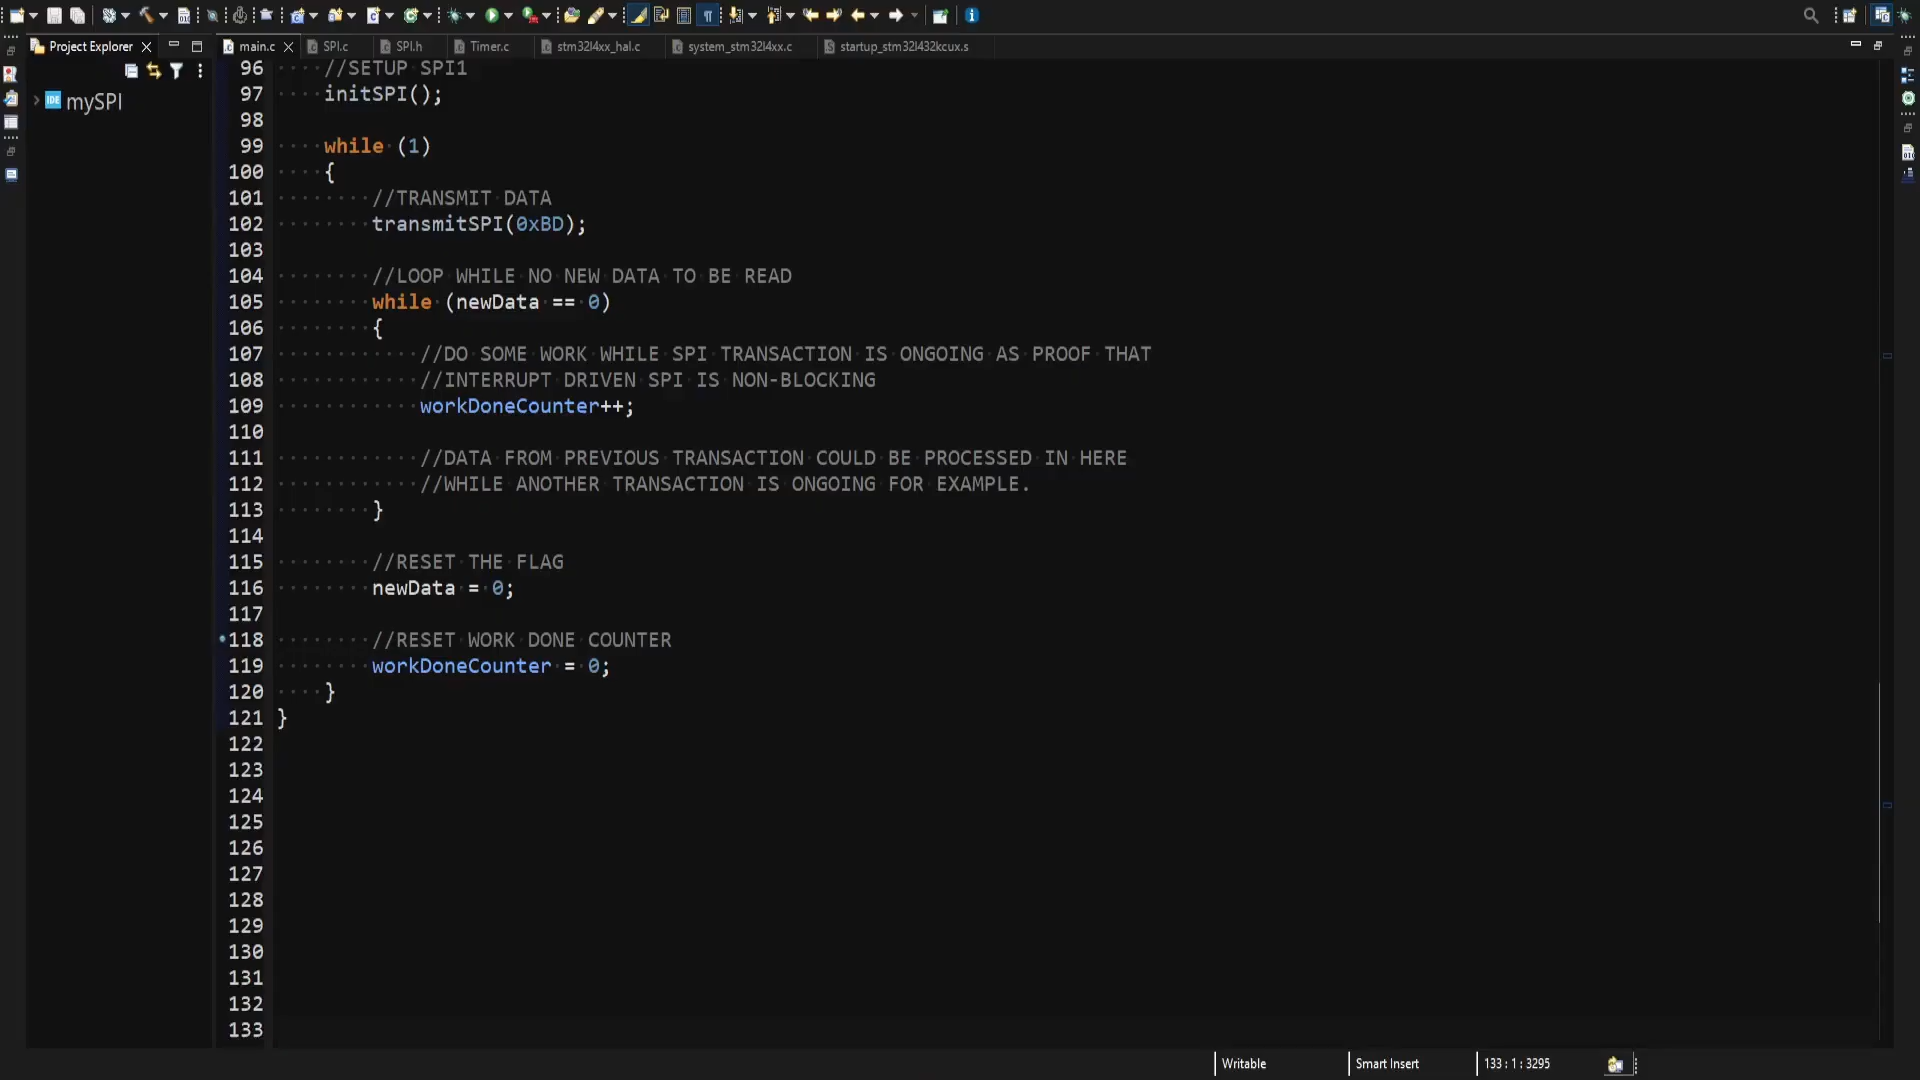 Project Explorer
main.c
SPI.c
SPI.h
Timer.c
stm32l4xx_hal.c
system_stm32l4xx.c
startup_stm32l432kcux.s
mySPI
96 //SETUP SPI1
97 initSPI();
98
99 while (1)
100 {
101 //TRANSMIT DATA
102 transmitSPI(0xBD);
103
104 //LOOP WHILE NO NEW DATA TO BE READ
105 while (newData == 0)
106 {
107 //DO SOME WORK WHILE SPI TRANSACTION IS ONGOING AS PROOF THAT
108 //INTERRUPT DRIVEN SPI IS NON-BLOCKING
109 workDoneCounter++;
110
111 //DATA FROM PREVIOUS TRANSACTION COULD BE PROCESSED IN HERE
112 //WHILE ANOTHER TRANSACTION IS ONGOING FOR EXAMPLE.
113 }
114
115 //RESET THE FLAG
116 newData = 0;
117
118 //RESET WORK DONE COUNTER
119 workDoneCounter = 0;
120 }
121 }
122
123
124
125
126
127
128
129
130
131
132
133
Writable
Smart Insert
133 : 1 : 3295